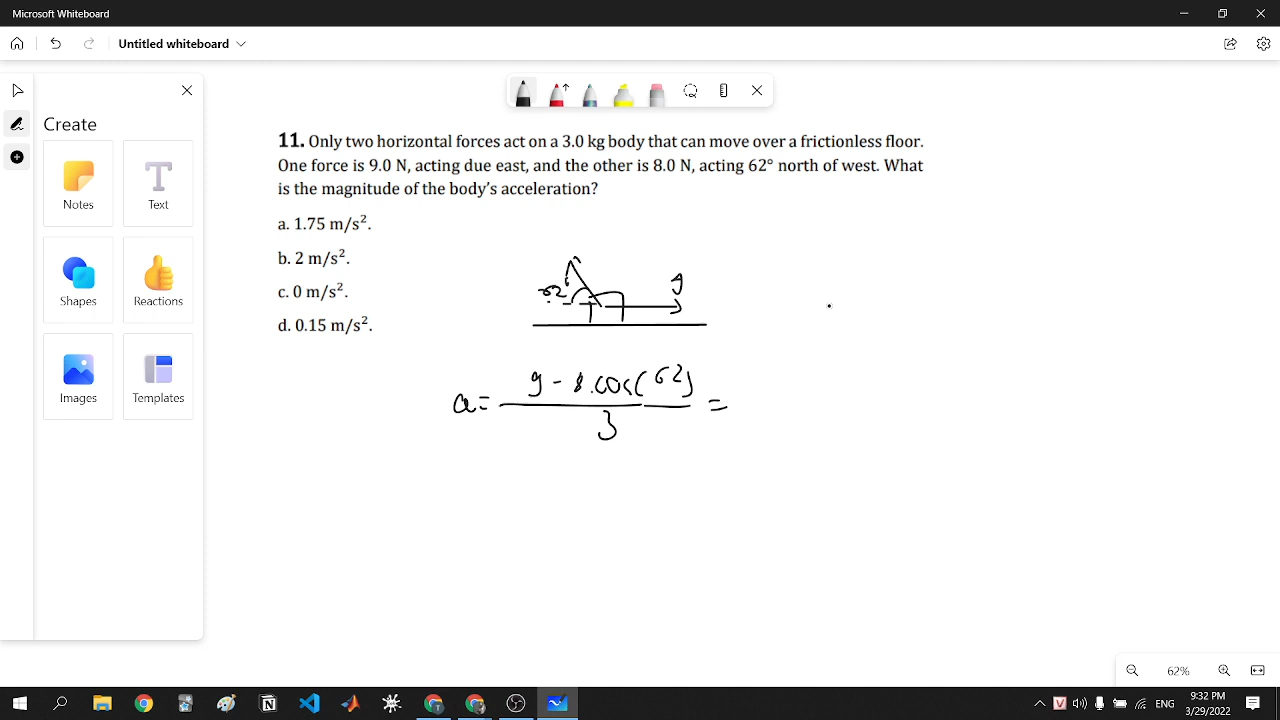 Microsoft Whiteboard
Untitled whiteboard
Create
Notes
Text
Shapes
Reactions
Images
Templates
11. Only two horizontal forces act on a 3.0 kg body that can move over a frictionless floor.
One force is 9.0 N, acting due east, and the other is 8.0 N, acting 62° north of west. What
is the magnitude of the body's acceleration?
a. 1.75 m/s².
b. 2 m/s².
c. 0 m/s².
d. 0.15 m/s².
62
9
9 - 8.cos(62)
a= =
3
62%
ENG
9:32 PM
3/29/2022